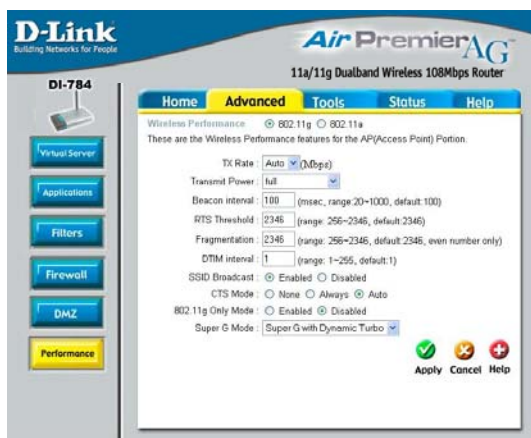 D-Link
Building Networks for People
Air Premier AG
11a/11g Dualband Wireless 108Mbps Router
DI-784
Home Advanced Tools Status Help
Virtual Server
Applications
Filters
Firewall
DMZ
Performance
Wireless Performance 802.11g 802.11a
These are the Wireless Performance features for the AP(Access Point) Portion.
TX Rate : Auto (Mbps)
Transmit Power : full
Beacon interval : 100 (msec, range:20~1000, default:100)
RTS Threshold : 2346 (range: 256~2346, default:2346)
Fragmentation : 2346 (range: 256~2346, default:2346, even number only)
DTIM interval : 1 (range: 1~255, default:1)
SSID Broadcast : Enabled Disabled
CTS Mode : None Always Auto
802.11g Only Mode : Enabled Disabled
Super G Mode : Super G with Dynamic Turbo
Apply Cancel Help